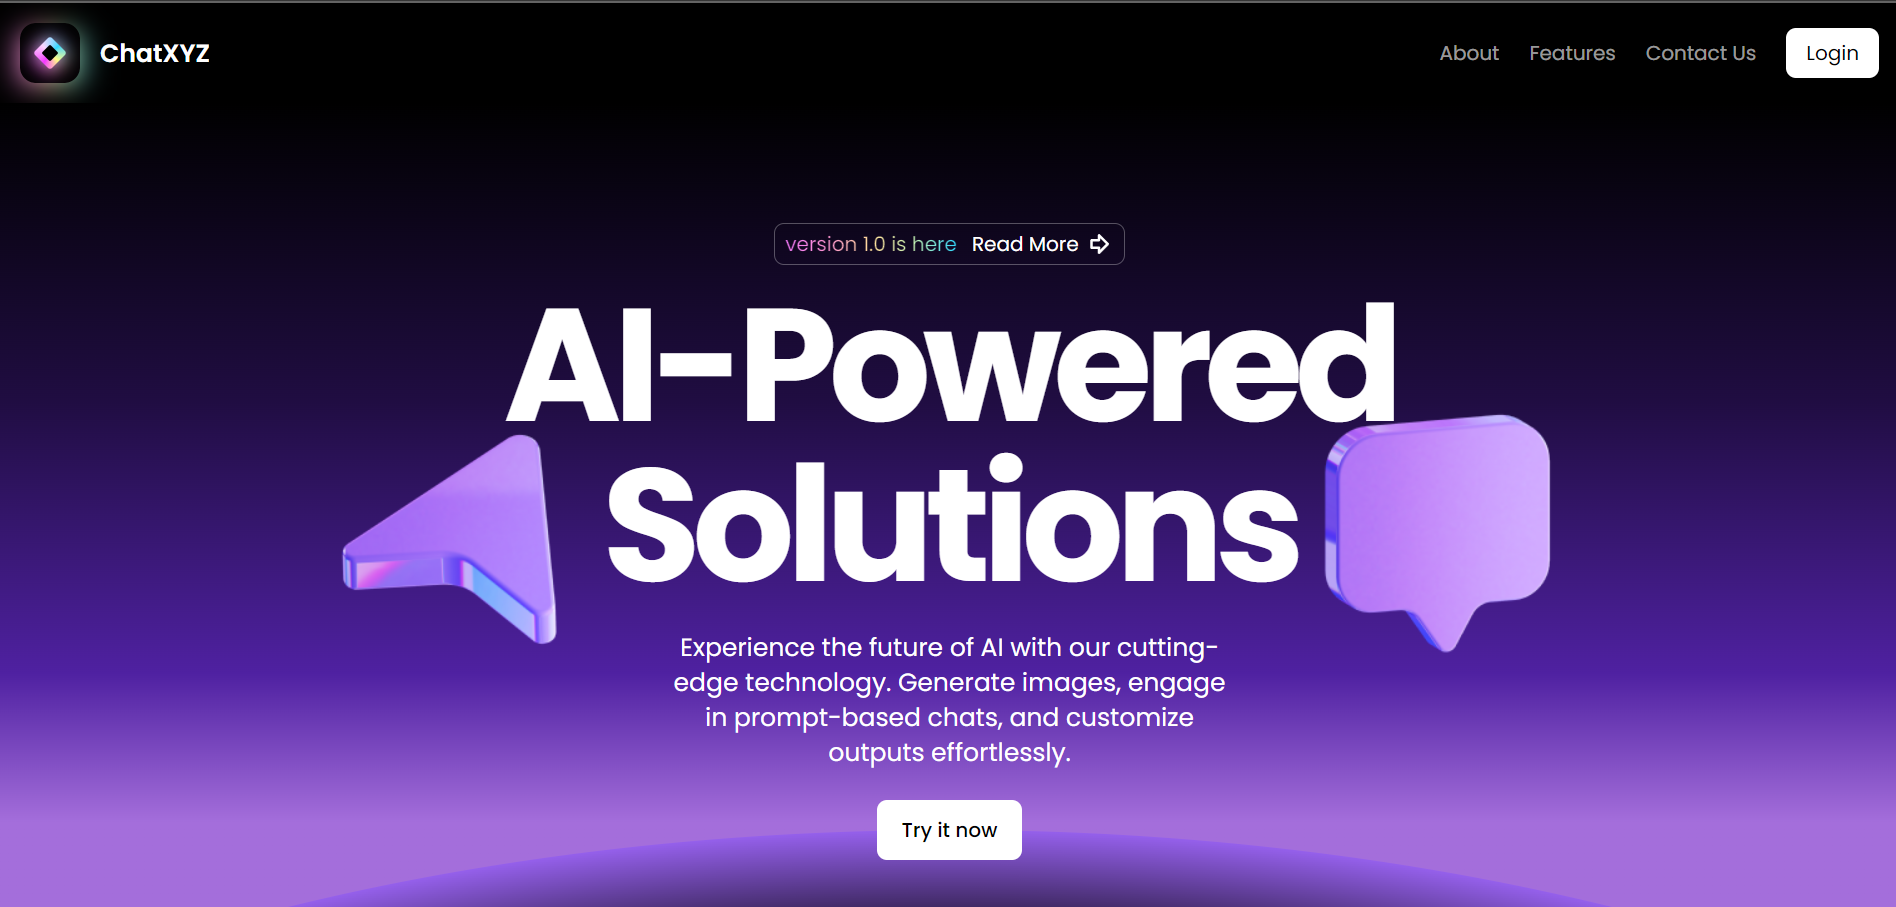 ChatXYZ
About Features Contact Us Login
version 1.0 is here Read More
AI-Powered
Solutions
Experience the future of AI with our cutting-
edge technology. Generate images, engage
in prompt-based chats, and customize
outputs effortlessly.
Try it now